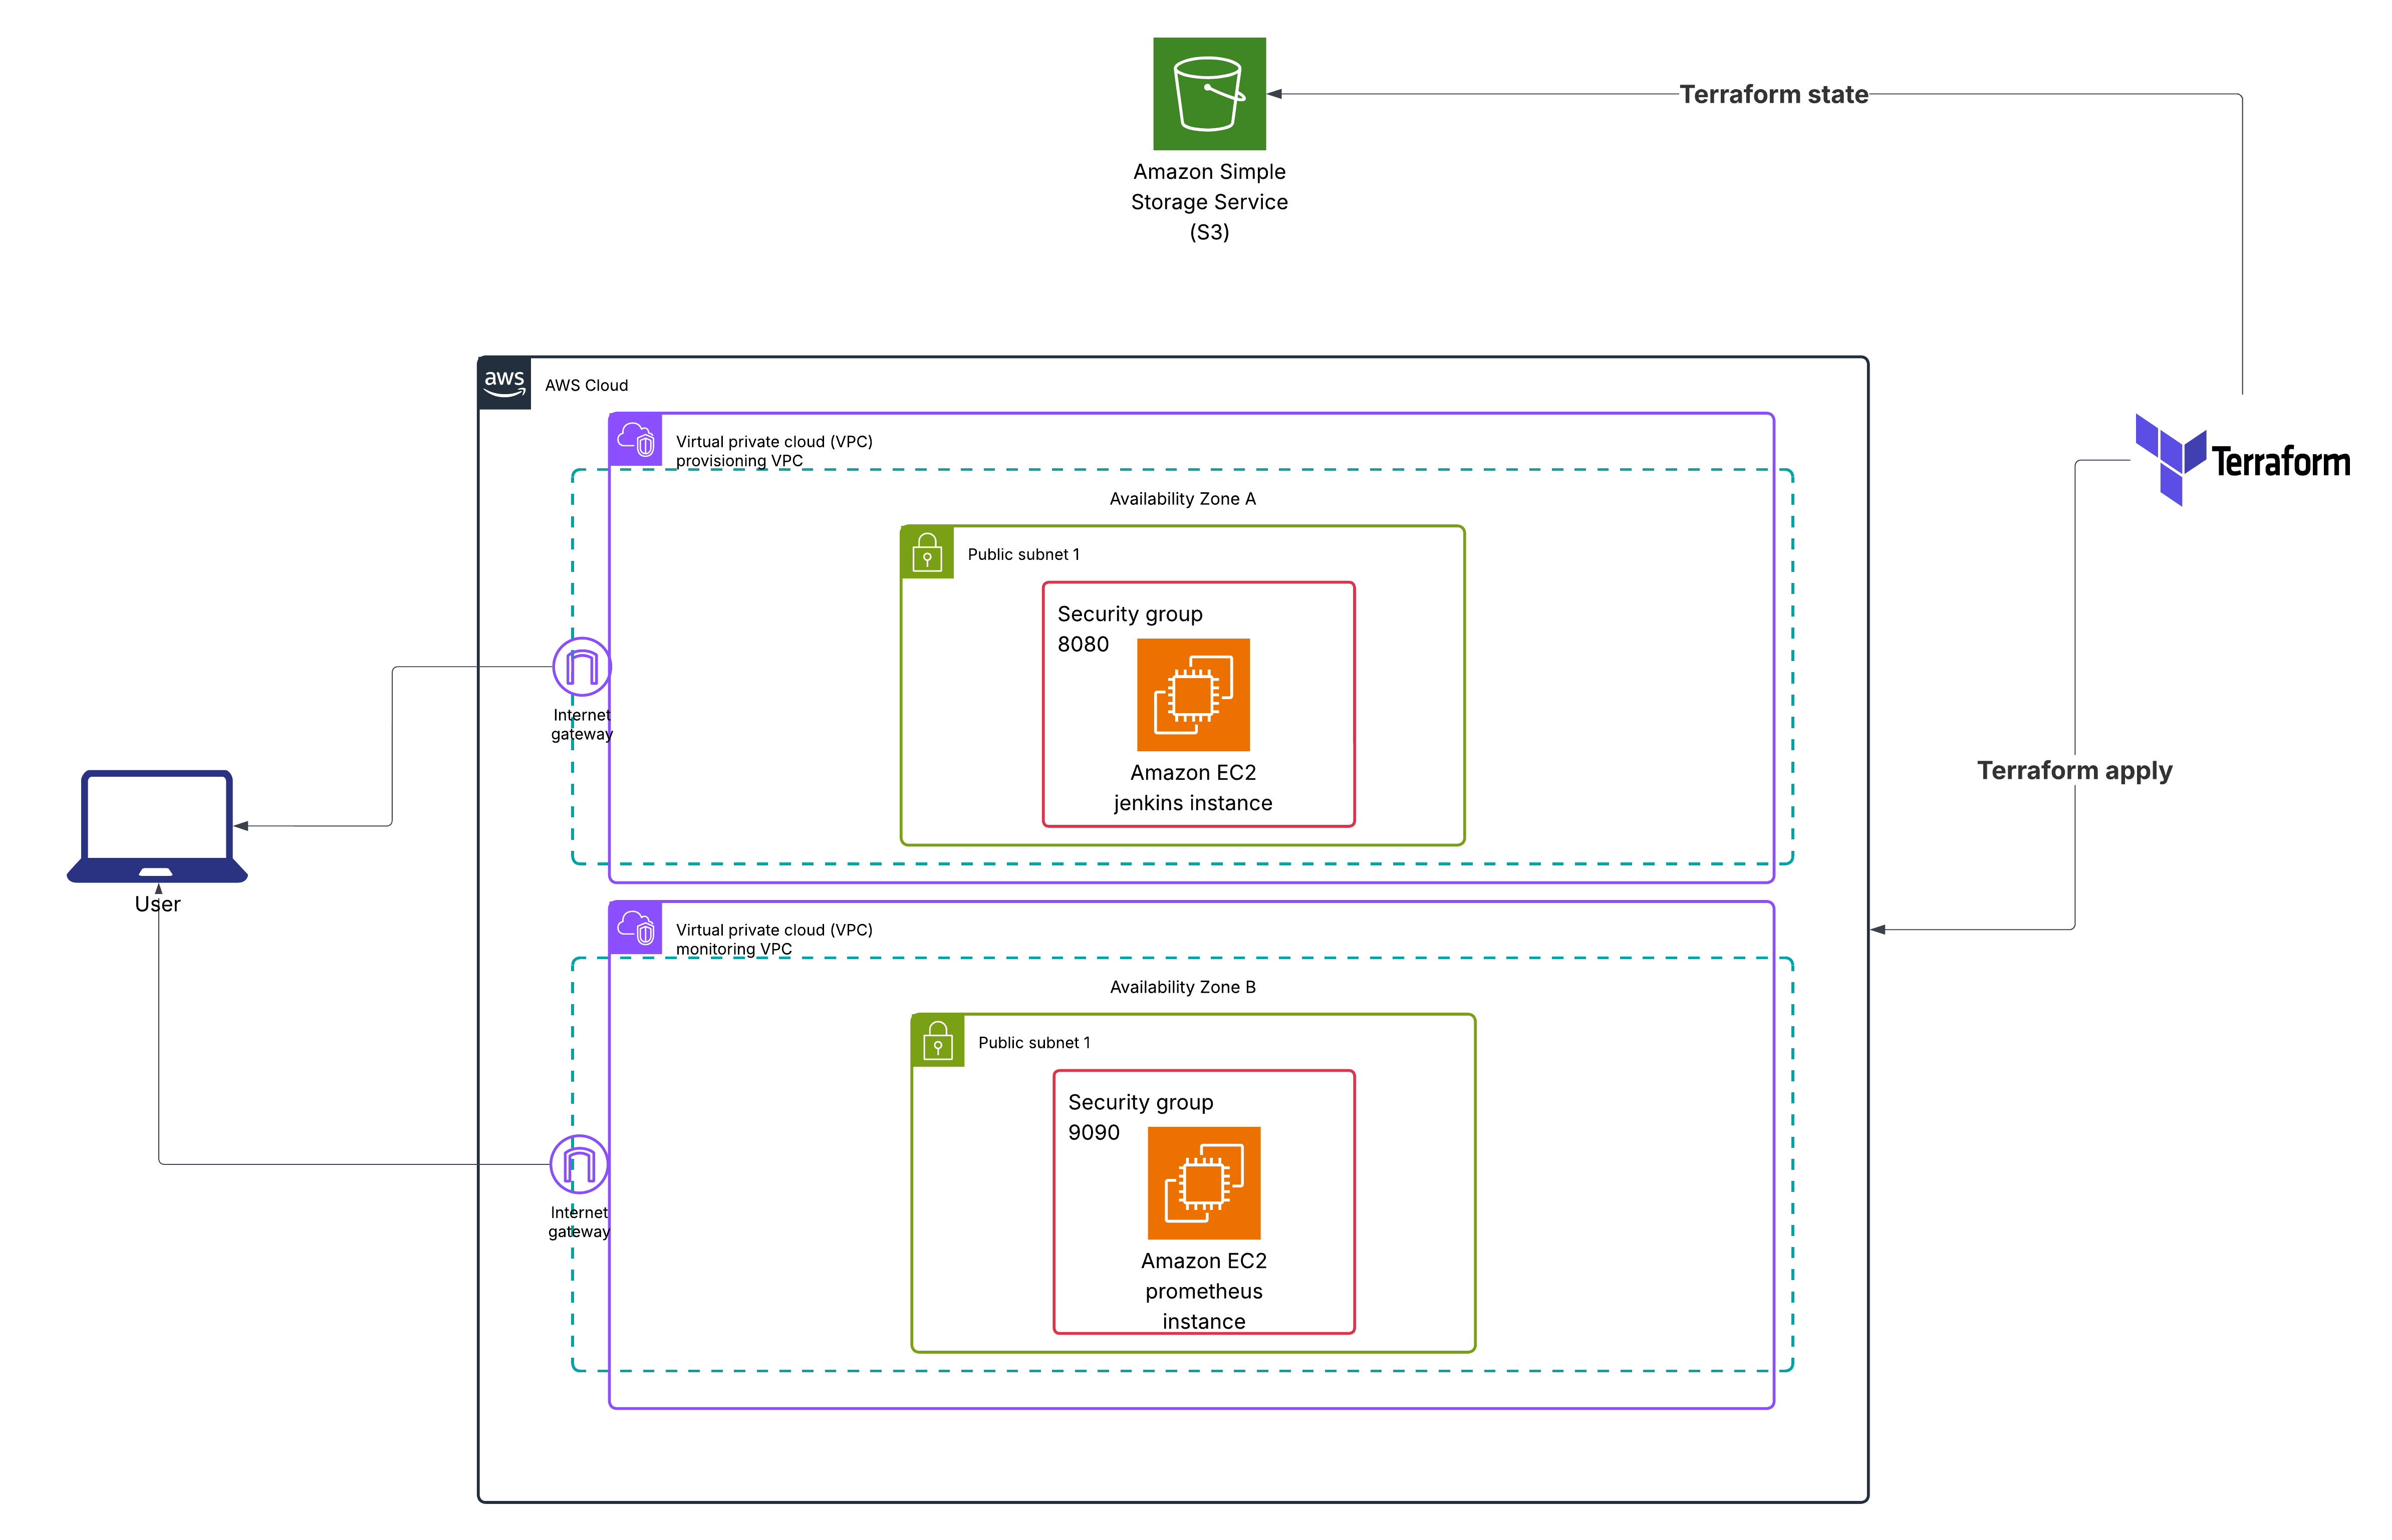 Terraform state
Amazon Simple
Storage Service
(S3)
aws
AWS Cloud
Virtual private cloud (VPC)
provisioning VPC
Availability Zone A
Public subnet 1
Security group
8080
Amazon EC2
jenkins instance
Internet
gateway
Terraform
Terraform apply
User
Virtual private cloud (VPC)
monitoring VPC
Availability Zone B
Public subnet 1
Security group
9090
Amazon EC2
prometheus
instance
Internet
gateway